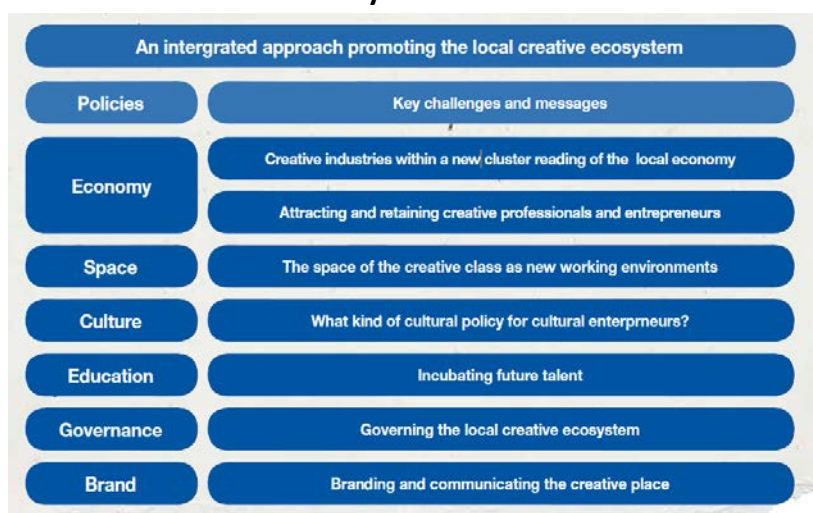 An intergrated approach promoting the local creative ecosystem
Policies
Key challenges and messages
Economy
Creative industries within a new cluster reading of the local economy
Attracting and retaining creative professionals and entrepreneurs
Space
The space of the creative class as new working environments
Culture
What kind of cultural policy for cultural enterprneurs?
Education
Incubating future talent
Governance
Governing the local creative ecosystem
Brand
Branding and communicating the creative place